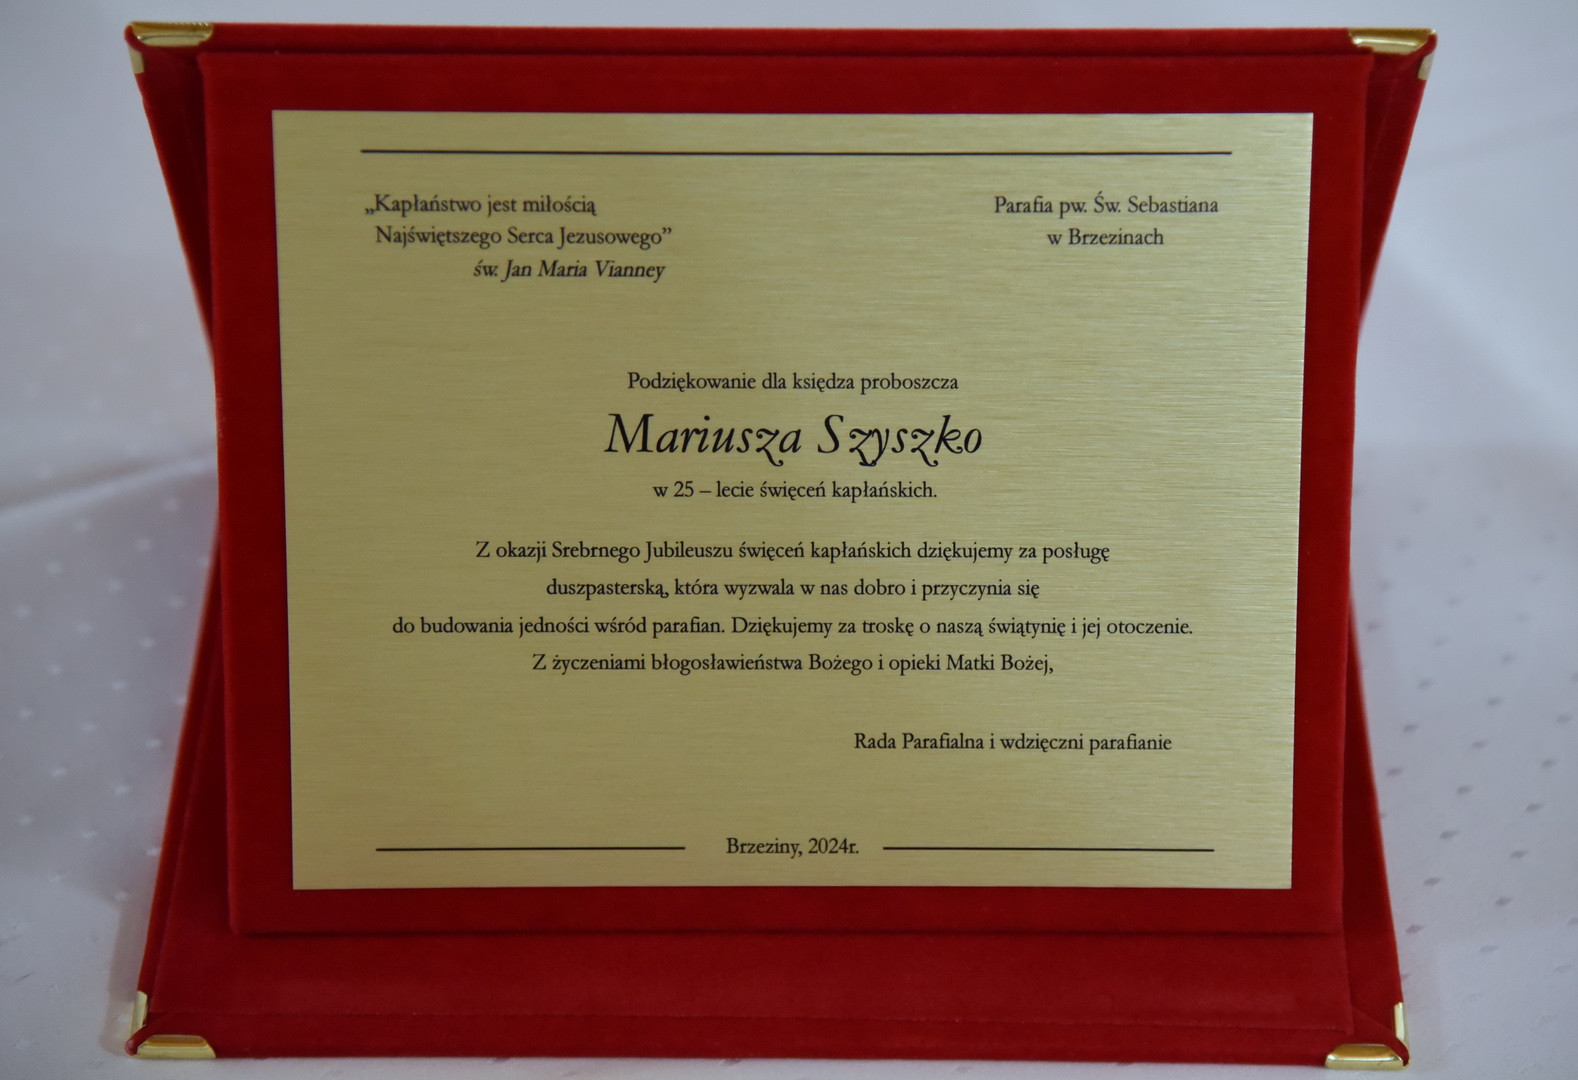 „Kapłaństwo jest miłością
Najświętszego Serca Jezusowego”
św. Jan Maria Vianney
Parafia pw. Św. Sebastiana
w Brzezinach
Podziękowanie dla księdza proboszcza
Mariusza Szyszko
w 25 – lecie święceń kapłańskich.
Z okazji Srebrnego Jubileuszu święceń kapłańskich dziękujemy za posługę
duszpasterską, która wyzwala w nas dobro i przyczynia się
do budowania jedności wśród parafian. Dziękujemy za troskę o naszą świątynię i jej otoczenie.
Z życzeniami błogosławieństwa Bożego i opieki Matki Bożej,
Rada Parafialna i wdzięczni parafianie
Brzeziny, 2024r.